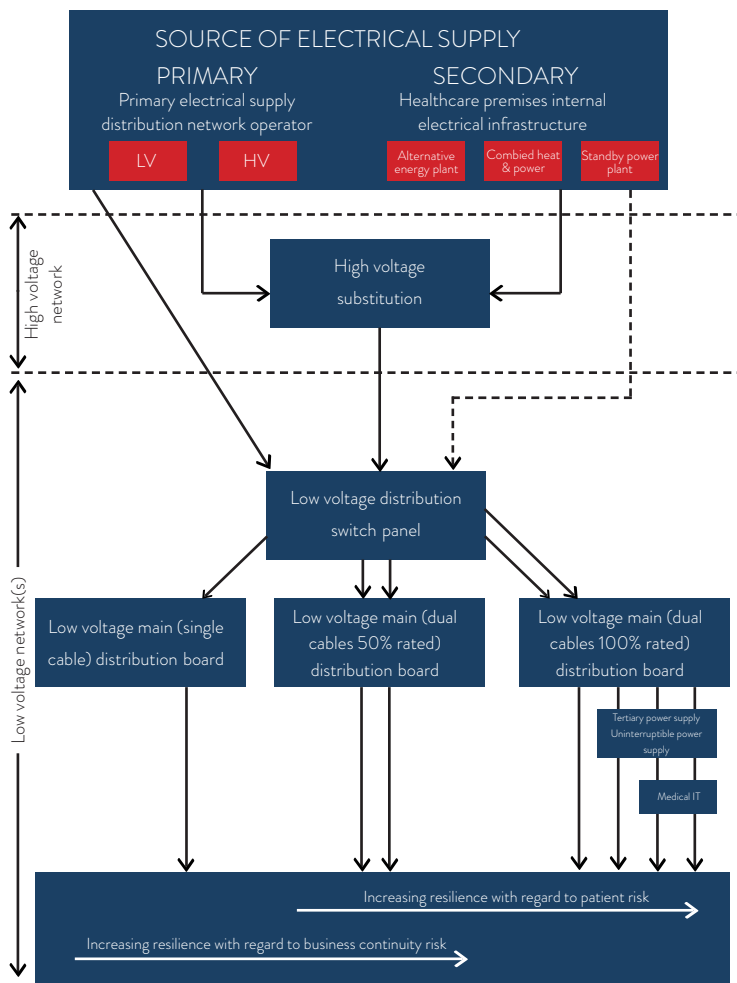 SOURCE OF ELECTRICAL SUPPLY
PRIMARY
Primary electrical supply
distribution network operator
LV
HV
SECONDARY
Healthcare premises internal
electrical infrastructure
Alternative
energy plant
Combied heat
& power
Standby power
plant
High voltage
network
High voltage
substitution
Low voltage network(s)
Low voltage distribution
switch panel
Low voltage main (single
cable) distribution board
Low voltage main (dual
cables 50% rated)
distribution board
Low voltage main (dual
cables 100% rated)
distribution board
Tertiary power supply
Uninterruptible power
supply
Medical IT
Increasing resilience with regard to patient risk
Increasing resilience with regard to business continuity risk